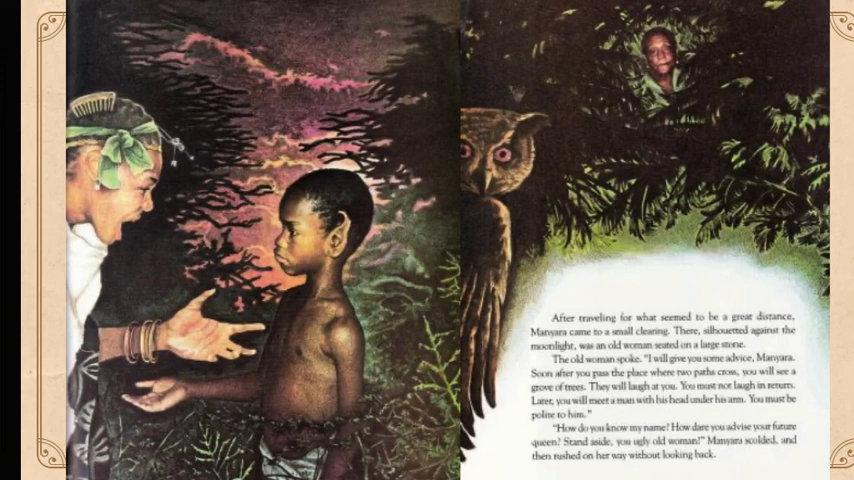 After traveling for what seemed to be a great distance,
Manyara came to a small clearing. There, silhouetted against the
moonlight, was an old woman seated on a large stone.
The old woman spoke. "I will give you some advice, Manyara.
Soon after you pass the place where two paths cross, you will see a
grove of trees. They will laugh at you. You must not laugh in return.
Later, you will meet a man with his head under his arm. You must be
polite to him."
"How do you know my name? How dare you advise your future
queen? Stand aside, you ugly old woman!" Manyara scolded, and
then rushed on her way without looking back.